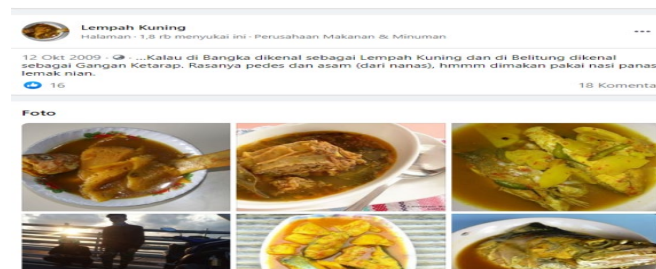 Lempah Kuning
Halaman · 1,8 rb menyukai ini · Perusahaan Makanan & Minuman
12 Okt 2009 · ...Kalau di Bangka dikenal sebagai Lempah Kuning dan di Belitung dikenal
sebagai Gangan Ketarap. Rasanya pedes dan asam (dari nanas), hmmm dimakan pakai nasi panas
lemak nian.
16
18 Komenta
Foto